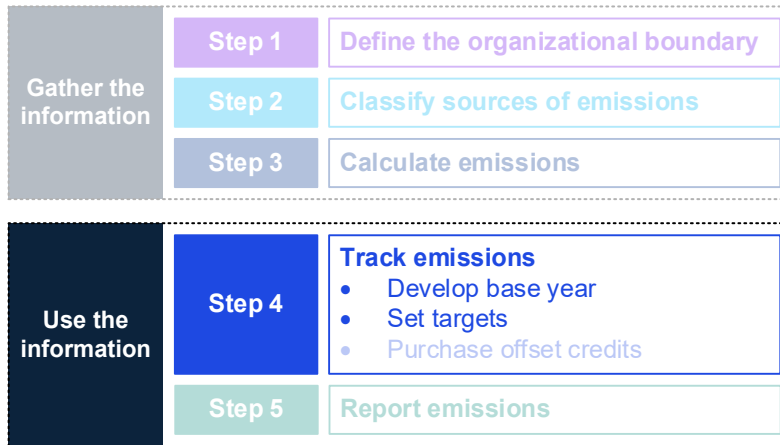 Gather the
information
Step 1
Define the organizational boundary
Step 2
Classify sources of emissions
Step 3
Calculate emissions
Use the
information
Step 4
Track emissions
• Develop base year
• Set targets
• Purchase offset credits
Step 5
Report emissions